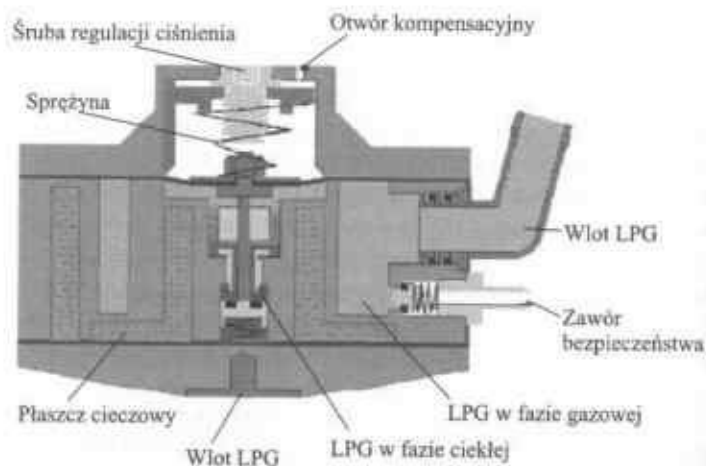 Śruba regulacji ciśnienia
Otwór kompensacyjny
Sprężyna
Wlot LPG
Zawór
bezpieczeństwa
Płaszcz cieczowy
LPG w fazie gazowej
Wlot LPG
LPG w fazie ciekłej